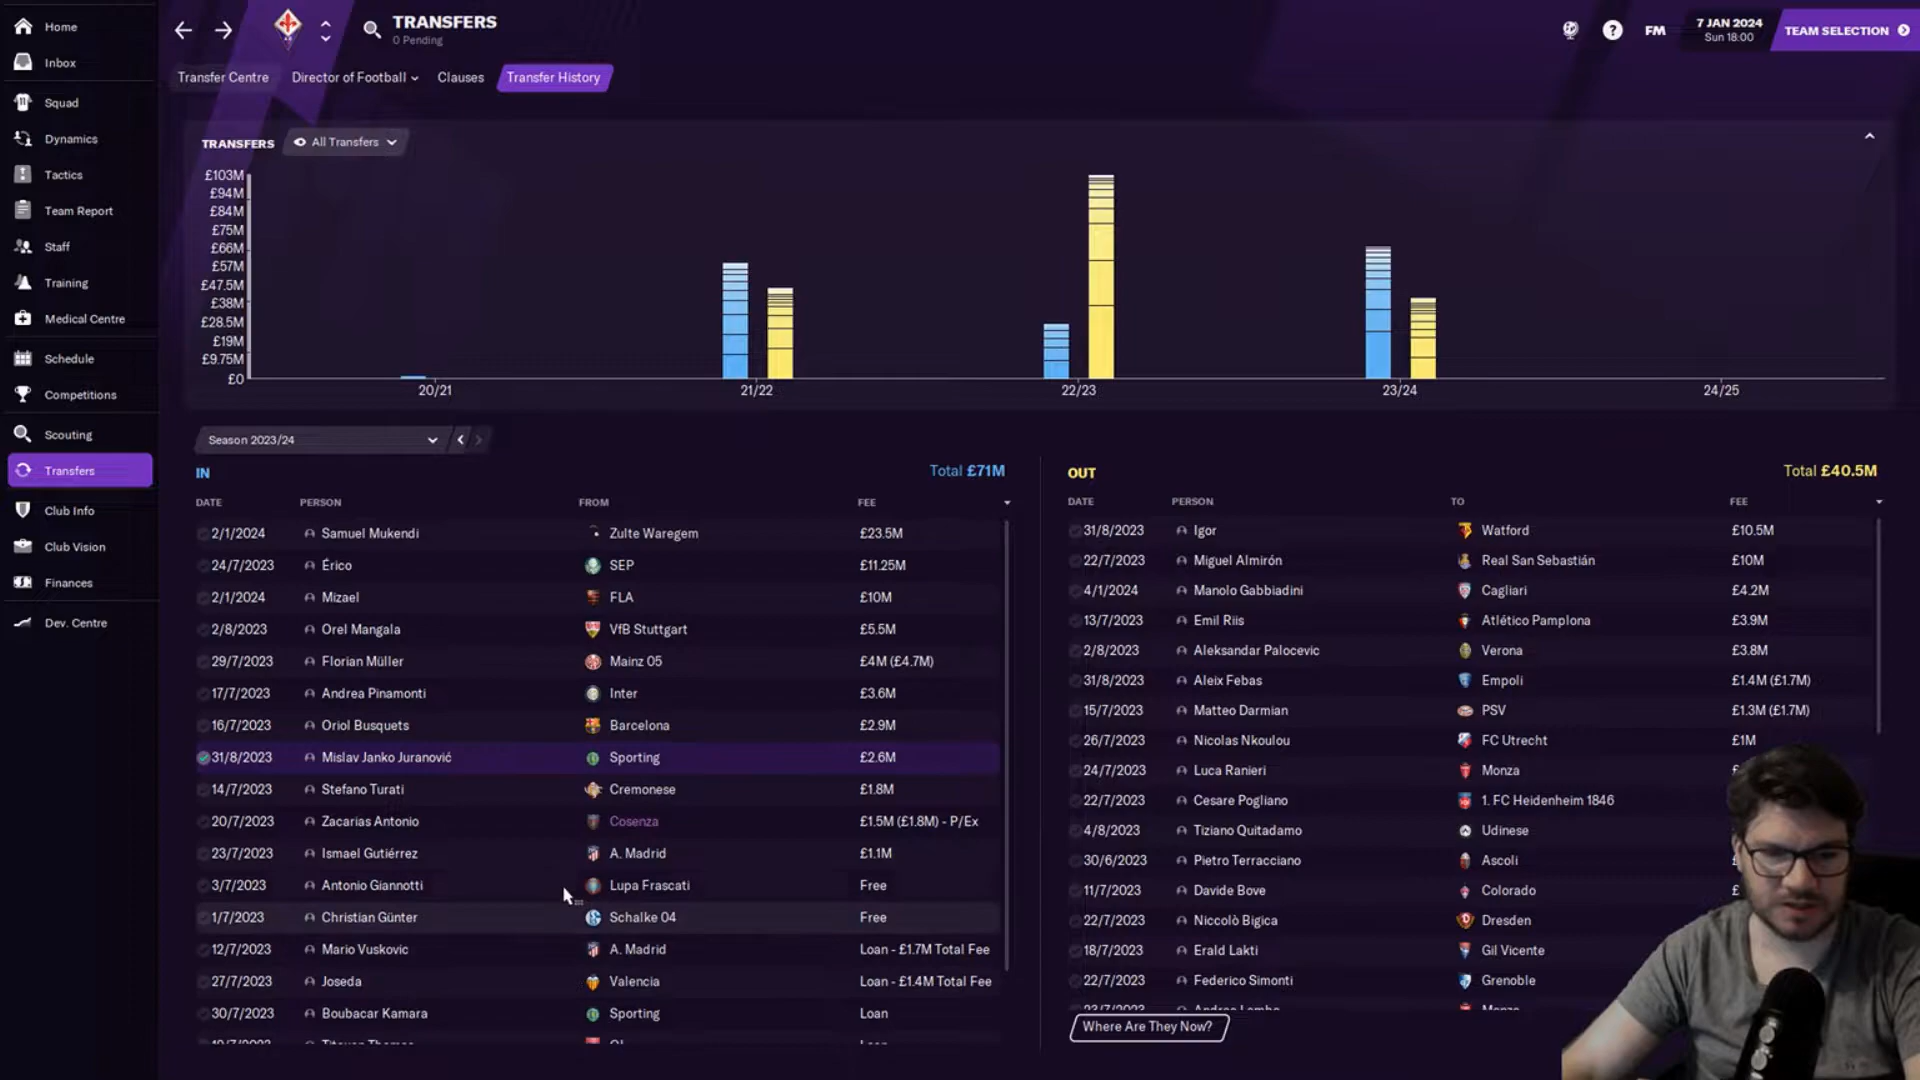 Home
Inbox
Squad
Dynamics
Tactics
Team Report
Staff
Training
Medical Centre
Schedule
Competitions
Scouting
Transfers
Club Info
Club Vision
Finances
Dev. Centre
TRANSFERS
0 Pending
FM
7 JAN 2024
Sun 18:00
TEAM SELECTION
Transfer Centre
Director of Football
Clauses
Transfer History
TRANSFERS
All Transfers
£103M
£94M
£84M
£75M
£66M
£57M
£47.5M
£38M
£28.5M
£19M
£9.75M
£0
20/21 21/22 22/23 23/24 24/25
Season 2023/24
IN Total £71M
DATE PERSON FROM FEE
2/1/2024 Samuel Mukendi Zulte Waregem £23.5M
24/7/2023 Érico SEP £11.25M
2/1/2024 Mizael FLA £10M
2/8/2023 Orel Mangala VfB Stuttgart £5.5M
29/7/2023 Florian Müller Mainz 05 £4M (£4.7M)
17/7/2023 Andrea Pinamonti Inter £3.6M
16/7/2023 Oriol Busquets Barcelona £2.9M
31/8/2023 Mislav Janko Juranović Sporting £2.6M
14/7/2023 Stefano Turati Cremonese £1.8M
20/7/2023 Zacarias Antonio Cosenza £1.5M (£1.8M) - P/Ex
23/7/2023 Ismael Gutiérrez A. Madrid £1.1M
3/7/2023 Antonio Giannotti Lupa Frascati Free
1/7/2023 Christian Günter Schalke 04 Free
12/7/2023 Mario Vuskovic A. Madrid Loan - £1.7M Total Fee
27/7/2023 Joseda Valencia Loan - £1.4M Total Fee
30/7/2023 Boubacar Kamara Sporting Loan
OUT Total £40.5M
DATE PERSON TO FEE
31/8/2023 Igor Watford £10.5M
22/7/2023 Miguel Almirón Real San Sebastián £10M
4/1/2024 Manolo Gabbiadini Cagliari £4.2M
13/7/2023 Emil Riis Atlético Pamplona £3.9M
2/8/2023 Aleksandar Palocevic Verona £3.8M
31/8/2023 Aleix Febas Empoli £1.4M (£1.7M)
15/7/2023 Matteo Darmian PSV £1.3M (£1.7M)
26/7/2023 Nicolas Nkoulou FC Utrecht £1M
24/7/2023 Luca Ranieri Monza
22/7/2023 Cesare Pogliano 1. FC Heidenheim 1846
4/8/2023 Tiziano Quitadamo Udinese
30/6/2023 Pietro Terracciano Ascoli
11/7/2023 Davide Bove Colorado
22/7/2023 Niccolò Bigica Dresden
18/7/2023 Erald Lakti Gil Vicente
22/7/2023 Federico Simonti Grenoble
Where Are They Now?